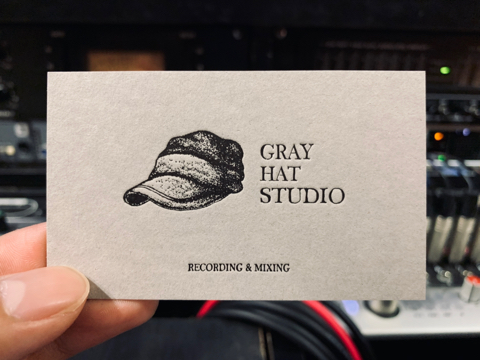 GRAY
HAT
STUDIO
RECORDING & MIXING